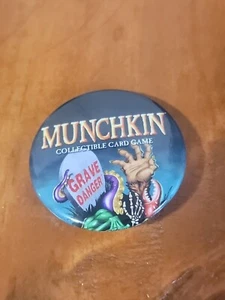 MUNCHKIN
COLLECTIBLE CARD GAME
GRAVE
DANGER